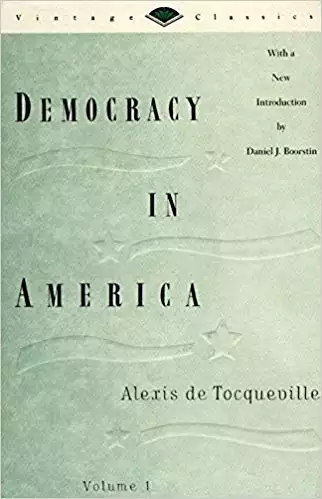 Vintage Classics
With a
New
Introduction
by
Daniel J. Boorstin
DEMOCRACY
IN
AMERICA
Alexis de Tocqueville
Volume 1